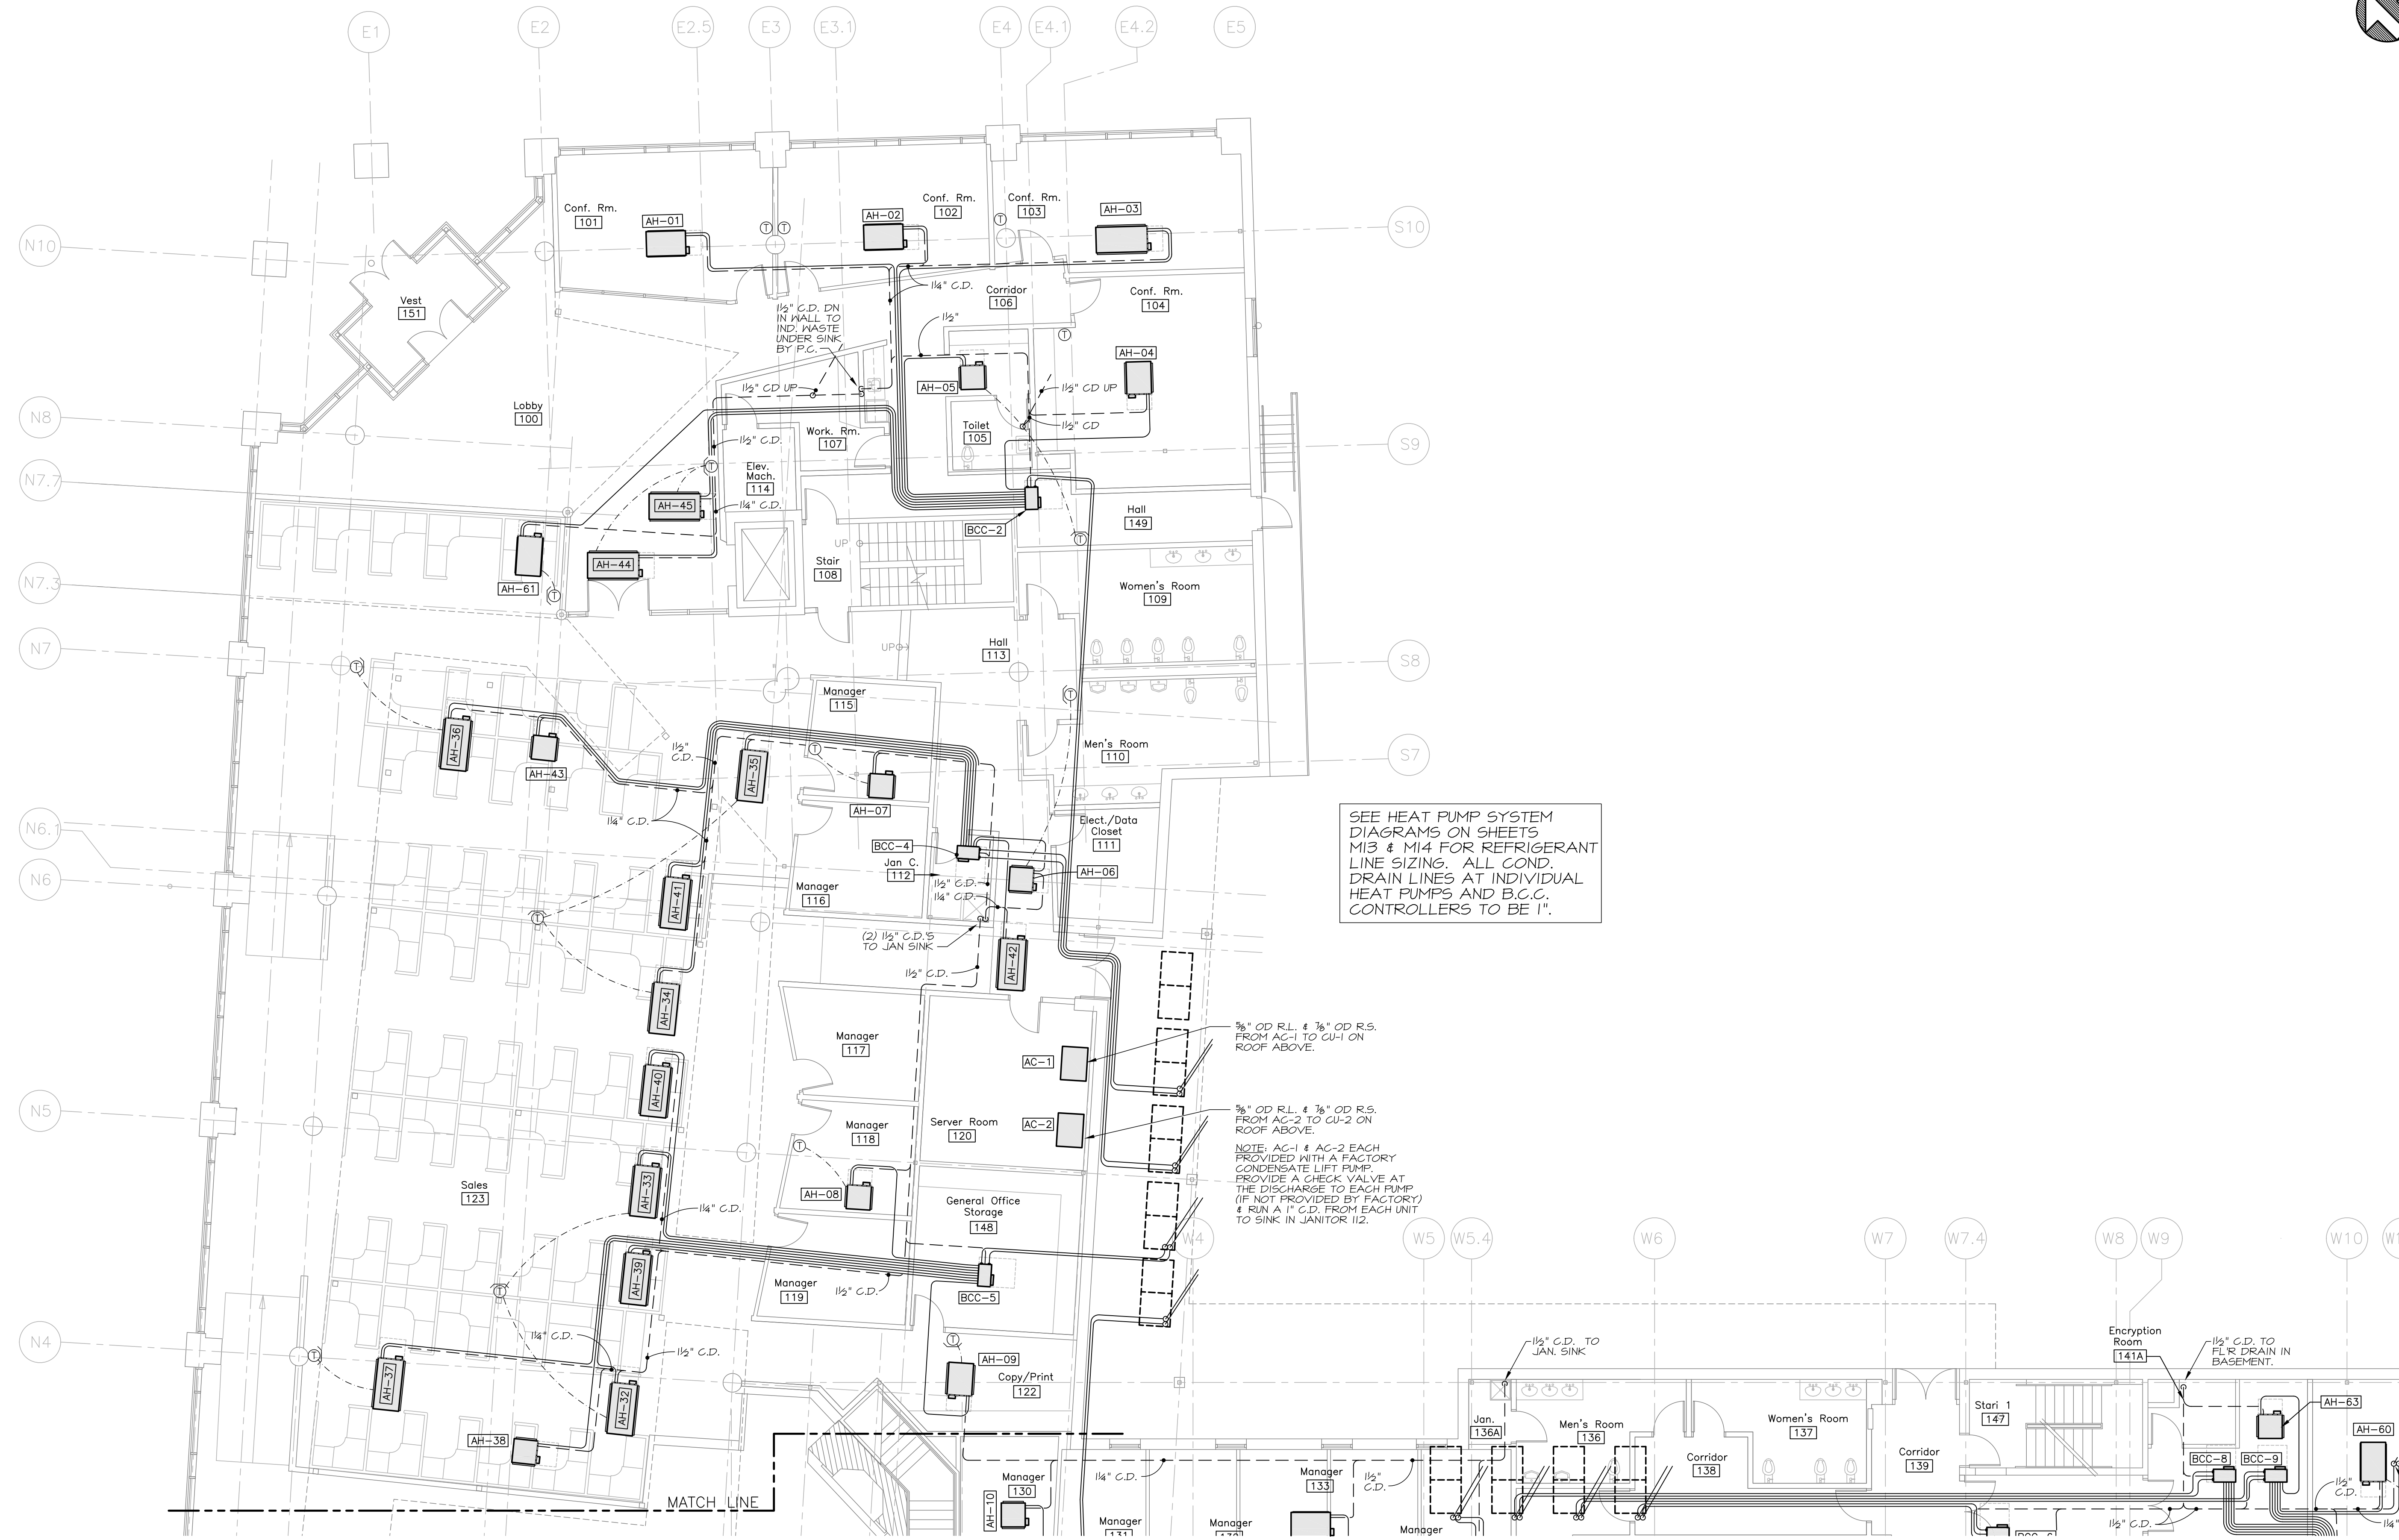 E1
E2
E2.5
E3
E3.1
E4
E4.1
E4.2
E5
N10
S10
Conf. Rm.
101
AH-01
AH-02
Conf. Rm.
102
Conf. Rm.
103
AH-03
T
T
T
Vest
151
1¼" C.D.
Corridor
106
Conf. Rm.
104
1½" C.D. DN
IN WALL TO
IND. WASTE
UNDER SINK
BY P.C.
1½"
T
AH-04
AH-05
1½" CD UP
1½" CD UP
N8
Lobby
100
Work. Rm.
107
Toilet
105
1½" CD
1½" C.D.
S9
N7.7
T
Elev.
Mach.
114
AH-45
1¼" C.D.
Hall
149
BCC-2
T
UP
Stair
108
AH-44
AH-61
T
N7.3
Women's Room
109
N7
Hall
113
UP
S8
T
Manager
115
T
AH-36
AH-43
1½"
C.D.
AH-35
T
AH-07
Men's Room
110
S7
1¼" C.D.
N6.1
Elect./Data
Closet
111
BCC-4
Jan C.
112
AH-06
SEE HEAT PUMP SYSTEM
DIAGRAMS ON SHEETS
M13 & M14 FOR REFRIGERANT
LINE SIZING. ALL COND.
DRAIN LINES AT INDIVIDUAL
HEAT PUMPS AND B.C.C.
CONTROLLERS TO BE 1".
N6
Manager
116
1½" C.D.
1¼" C.D.
AH-41
T
(2) 1½" C.D.'S
TO JAN SINK
1½" C.D.
AH-42
AH-34
Manager
117
AC-1
⅝" OD R.L. & ⅞" OD R.S.
FROM AC-1 TO CU-1 ON
ROOF ABOVE.
AH-40
N5
Manager
118
Server Room
120
AC-2
⅝" OD R.L. & ⅞" OD R.S.
FROM AC-2 TO CU-2 ON
ROOF ABOVE.
NOTE: AC-1 & AC-2 EACH
PROVIDED WITH A FACTORY
CONDENSATE LIFT PUMP.
PROVIDE A CHECK VALVE AT
THE DISCHARGE TO EACH PUMP
(IF NOT PROVIDED BY FACTORY)
& RUN A 1" C.D. FROM EACH UNIT
TO SINK IN JANITOR 112.
T
Sales
123
AH-33
AH-08
1¼" C.D.
General Office
Storage
148
W4
W5
W5.4
W6
W7
W7.4
W8
W9
W10
W1
AH-39
T
Manager
119
1½" C.D.
BCC-5
N4
1¼" C.D.
1½" C.D.
T
T
AH-37
AH-32
AH-09
Copy/Print
122
1½" C.D. TO
JAN. SINK
Encryption
Room
141A
1½" C.D. TO
FL'R DRAIN IN
BASEMENT.
AH-38
Jan.
136A
Men's Room
136
Women's Room
137
Stari 1
147
AH-63
AH-60
Corridor
138
Corridor
139
BCC-8
BCC-9
MATCH LINE
AH-10
Manager
130
1¼" C.D.
Manager
133
1½"
C.D.
1½"
C.D.
Manager
131
Manager
Manager
1½" C.D.
1¼"